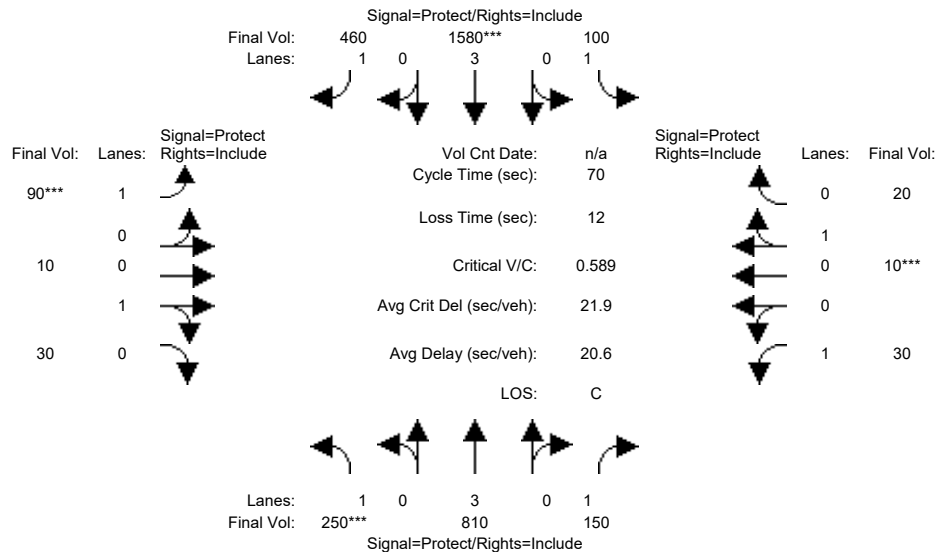 Signal=Protect/Rights=Include
Final Vol: 460 1580*** 100
Lanes: 1 0 3 0 1
Signal=Protect
Final Vol: Lanes: Rights=Include
Vol Cnt Date: n/a
Signal=Protect
Rights=Include Lanes: Final Vol:
Cycle Time (sec): 70
90*** 1
0 20
Loss Time (sec): 12
0
1
10 0
Critical V/C: 0.589
0 10***
1
Avg Crit Del (sec/veh): 21.9
0
30 0
Avg Delay (sec/veh): 20.6
1 30
LOS: C
Lanes: 1 0 3 0 1
Final Vol: 250*** 810 150
Signal=Protect/Rights=Include